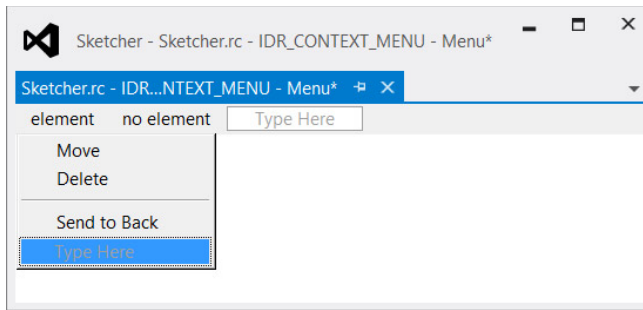 Sketcher - Sketcher.rc - IDR_CONTEXT_MENU - Menu*
Sketcher.rc - IDR...NTEXT_MENU - Menu*
element no element Type Here
Move
Delete
Send to Back
Type Here